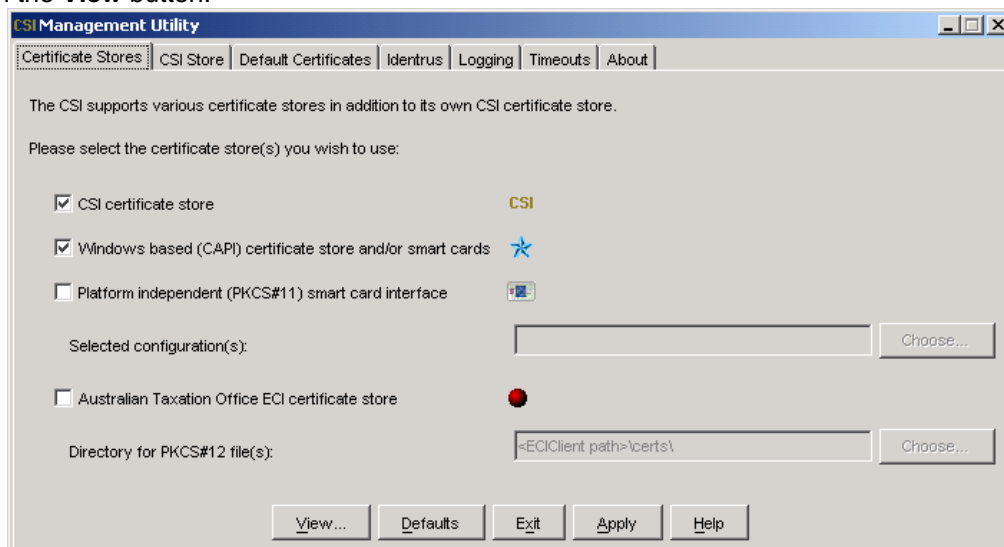 the View button.
CSI Management Utility
Certificate Stores CSI Store Default Certificates Identrus Logging Timeouts About
The CSI supports various certificate stores in addition to its own CSI certificate store.
Please select the certificate store(s) you wish to use:
CSI certificate store CSI
Windows based (CAPI) certificate store and/or smart cards
Platform independent (PKCS#11) smart card interface
Selected configuration(s): Choose...
Australian Taxation Office ECI certificate store
Directory for PKCS#12 file(s): <ECIClient path>\certs\ Choose...
View... Defaults Exit Apply Help